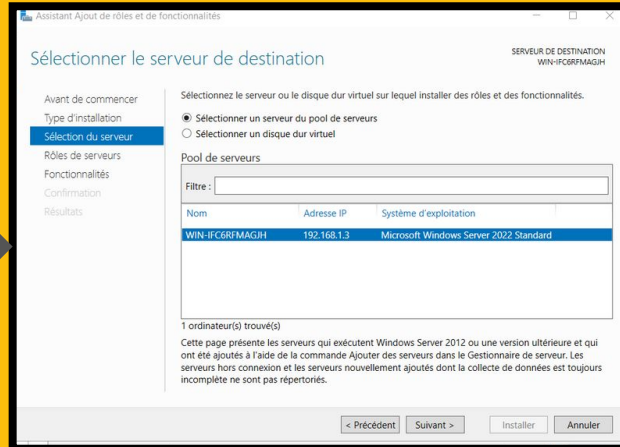 Assistant Ajout de rôles et de fonctionnalités
Sélectionner le serveur de destination
SERVEUR DE DESTINATION
WIN-IFC6RFMAGJH
Avant de commencer
Type d'installation
Sélection du serveur
Rôles de serveurs
Fonctionnalités
Confirmation
Résultats
Sélectionnez le serveur ou le disque dur virtuel sur lequel installer des rôles et des fonctionnalités.
Sélectionner un serveur du pool de serveurs
Sélectionner un disque dur virtuel
Pool de serveurs
Filtre :
Nom Adresse IP Système d'exploitation
WIN-IFC6RFMAGJH 192.168.1.3 Microsoft Windows Server 2022 Standard
1 ordinateur(s) trouvé(s)
Cette page présente les serveurs qui exécutent Windows Server 2012 ou une version ultérieure et qui
ont été ajoutés à l'aide de la commande Ajouter des serveurs dans le Gestionnaire de serveur. Les
serveurs hors connexion et les serveurs nouvellement ajoutés dont la collecte de données est toujours
incomplète ne sont pas répertoriés.
< Précédent Suivant > Installer Annuler